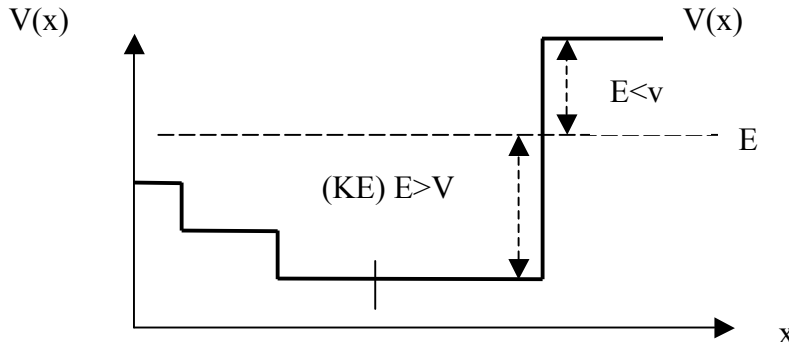 V(x)
V(x)
E<v
E
(KE) E>V
x